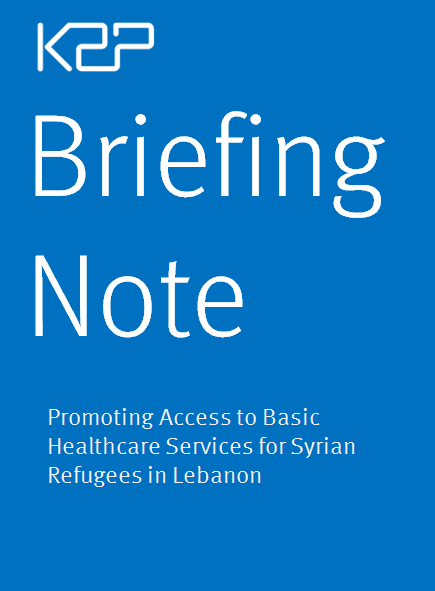 K2P
Briefing
Note
Promoting Access to Basic
Healthcare Services for Syrian
Refugees in Lebanon